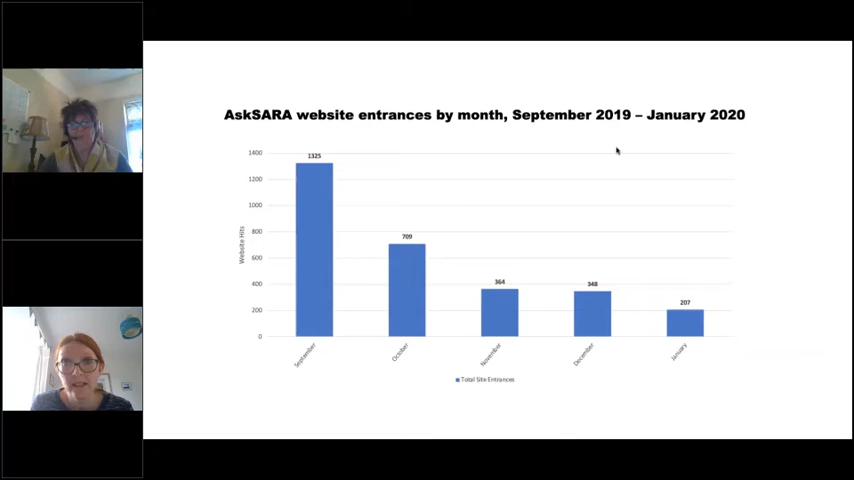 AskSARA website entrances by month, September 2019 – January 2020
1400
1200
1000
800
600
400
200
0
Website Hits
1325
709
364
348
207
September
October
November
December
January
Total Site Entrances